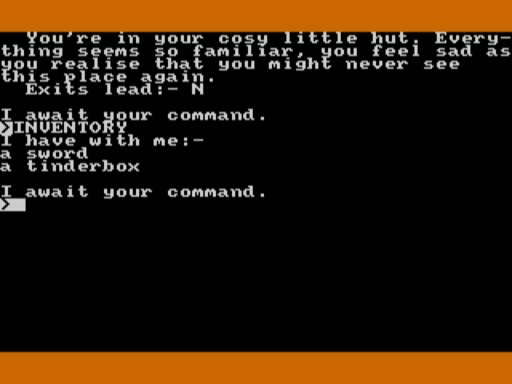 You're in your cosy little hut. Every-
thing seems so familiar, you feel sad as
you realise that you might never see
this place again.
Exits lead:- N
I await your command.
>INVENTORY
I have with me:-
a sword
a tinderbox
I await your command.
>